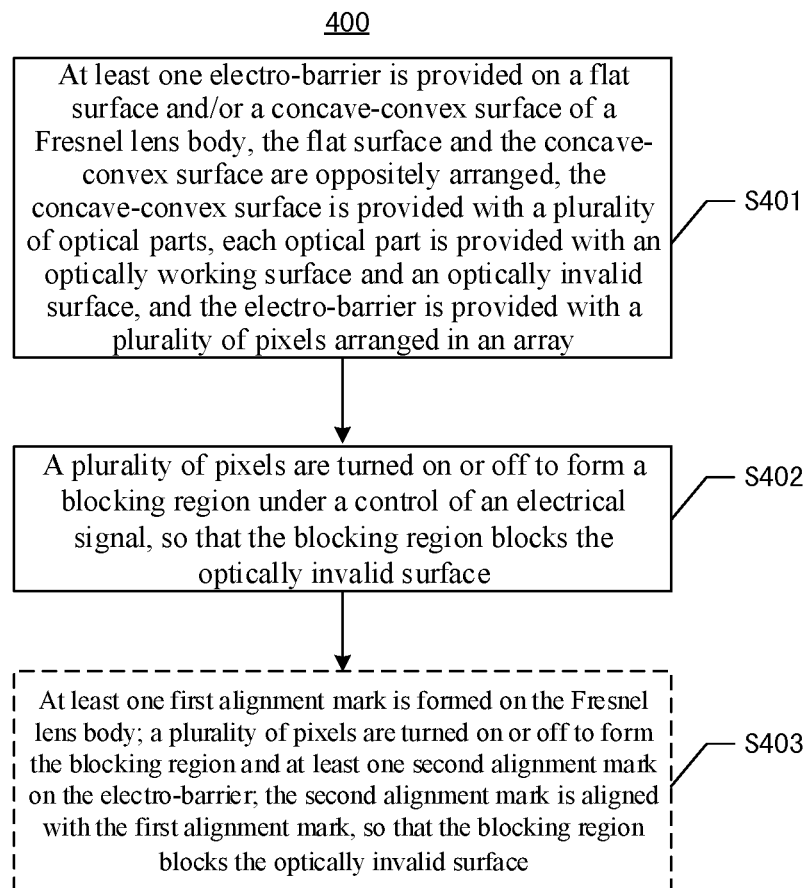 400
At least one electro-barrier is provided on a flat
surface and/or a concave-convex surface of a
Fresnel lens body, the flat surface and the concave-
convex surface are oppositely arranged, the
concave-convex surface is provided with a plurality
of optical parts, each optical part is provided with an
optically working surface and an optically invalid
surface, and the electro-barrier is provided with a
plurality of pixels arranged in an array
S401
A plurality of pixels are turned on or off to form a
blocking region under a control of an electrical
signal, so that the blocking region blocks the
optically invalid surface
S402
At least one first alignment mark is formed on the Fresnel
lens body; a plurality of pixels are turned on or off to form
the blocking region and at least one second alignment mark
on the electro-barrier; the second alignment mark is aligned
with the first alignment mark, so that the blocking region
blocks the optically invalid surface
S403